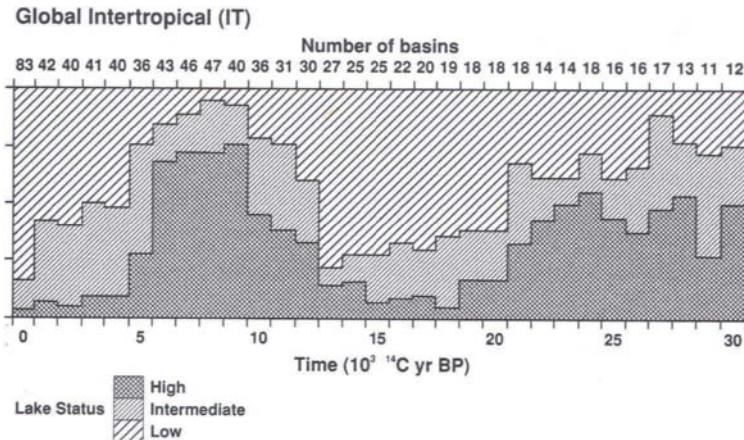 Global Intertropical (IT)
Number of basins
83 42 40 41 40 36 43 46 47 40 36 31 30 27 25 25 22 20 19 18 12 18 14 14 18 16 16 17 13 11 12
0 5 10 15 20 25 30
Time (10³ ¹⁴C yr BP)
High
Lake Status Intermediate
Low